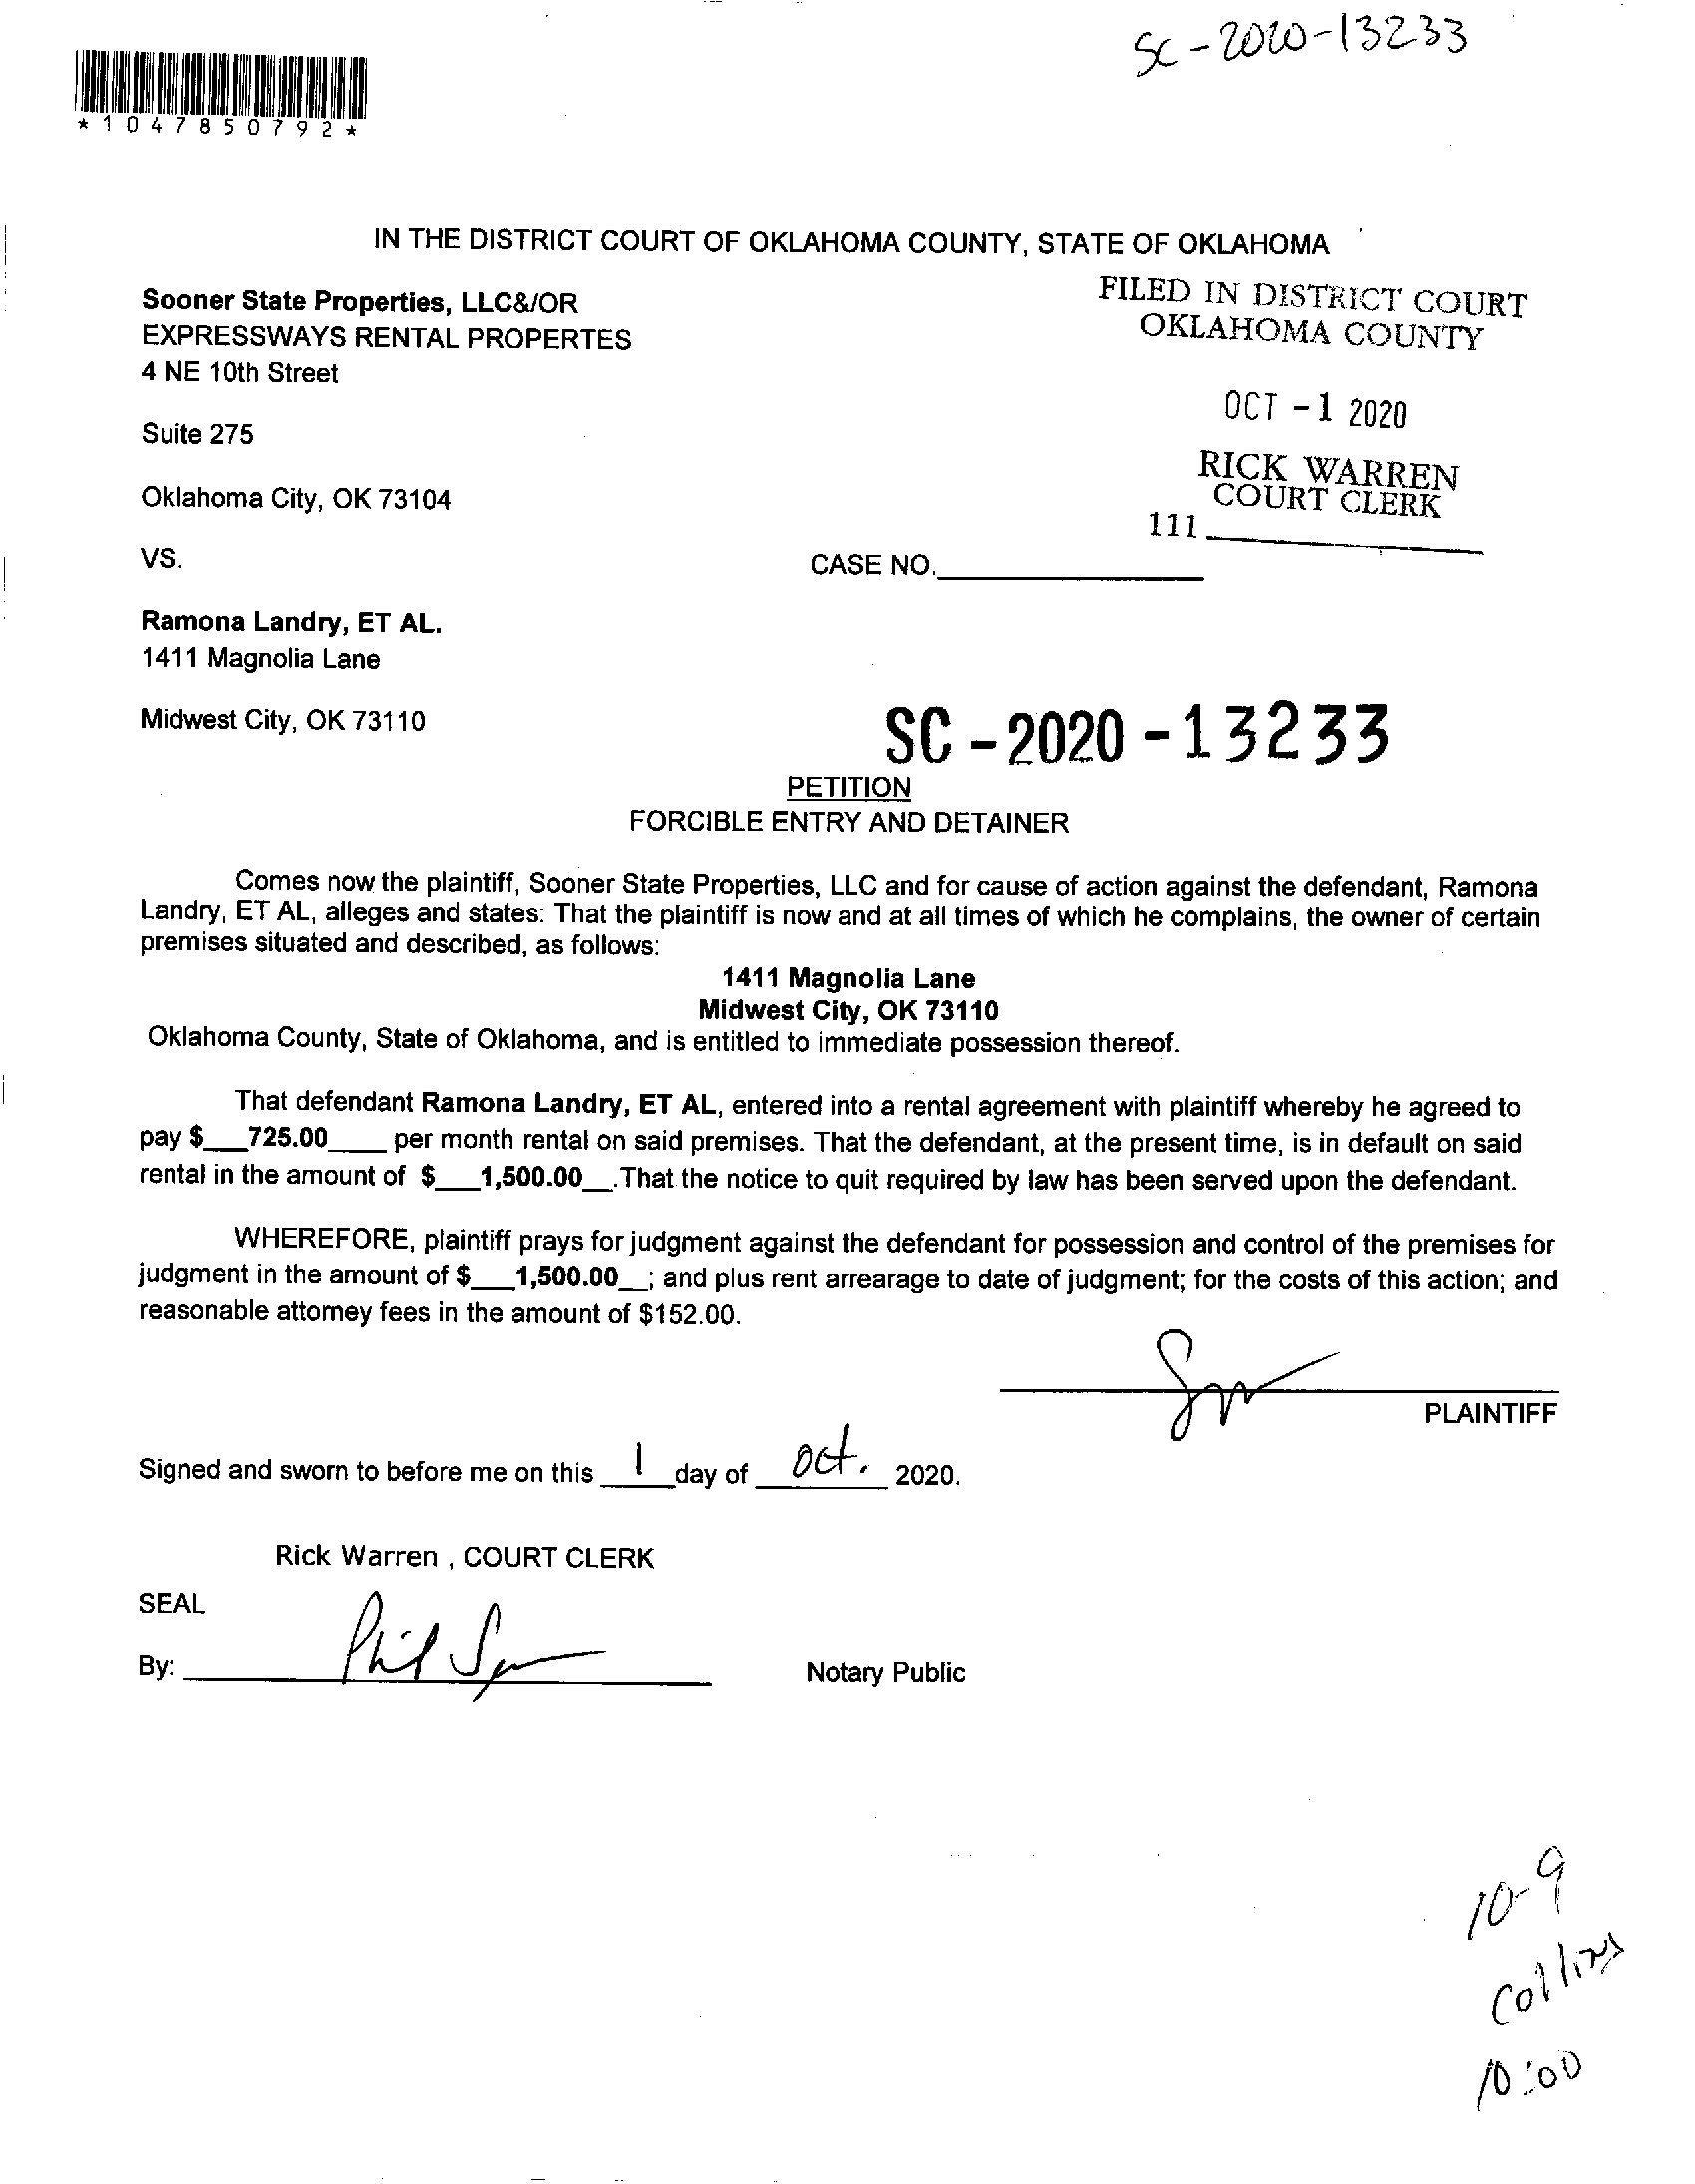 SC-2020-13233
*1047850792*
IN THE DISTRICT COURT OF OKLAHOMA COUNTY, STATE OF OKLAHOMA
Sooner State Properties, LLC&/OR
EXPRESSWAYS RENTAL PROPERTES
4 NE 10th Street
Suite 275
Oklahoma City, OK 73104
FILED IN DISTRICT COURT
OKLAHOMA COUNTY
OCT -1 2020
RICK WARREN
COURT CLERK
111
VS.
CASE NO.
Ramona Landry, ET AL.
1411 Magnolia Lane
Midwest City, OK 73110
SC-2020-13233
PETITION
FORCIBLE ENTRY AND DETAINER
Comes now the plaintiff, Sooner State Properties, LLC and for cause of action against the defendant, Ramona
Landry, ET AL, alleges and states: That the plaintiff is now and at all times of which he complains, the owner of certain
premises situated and described, as follows:
1411 Magnolia Lane
Midwest City, OK 73110
Oklahoma County, State of Oklahoma, and is entitled to immediate possession thereof.
That defendant Ramona Landry, ET AL, entered into a rental agreement with plaintiff whereby he agreed to
pay $___725.00____ per month rental on said premises. That the defendant, at the present time, is in default on said
rental in the amount of $___1,500.00__.That the notice to quit required by law has been served upon the defendant.
WHEREFORE, plaintiff prays for judgment against the defendant for possession and control of the premises for
judgment in the amount of $___1,500.00__; and plus rent arrearage to date of judgment; for the costs of this action; and
reasonable attorney fees in the amount of $152.00.
PLAINTIFF
Signed and sworn to before me on this 1 day of Oct. 2020.
Rick Warren , COURT CLERK
SEAL
By:
Notary Public
10-9
Collins
10:00